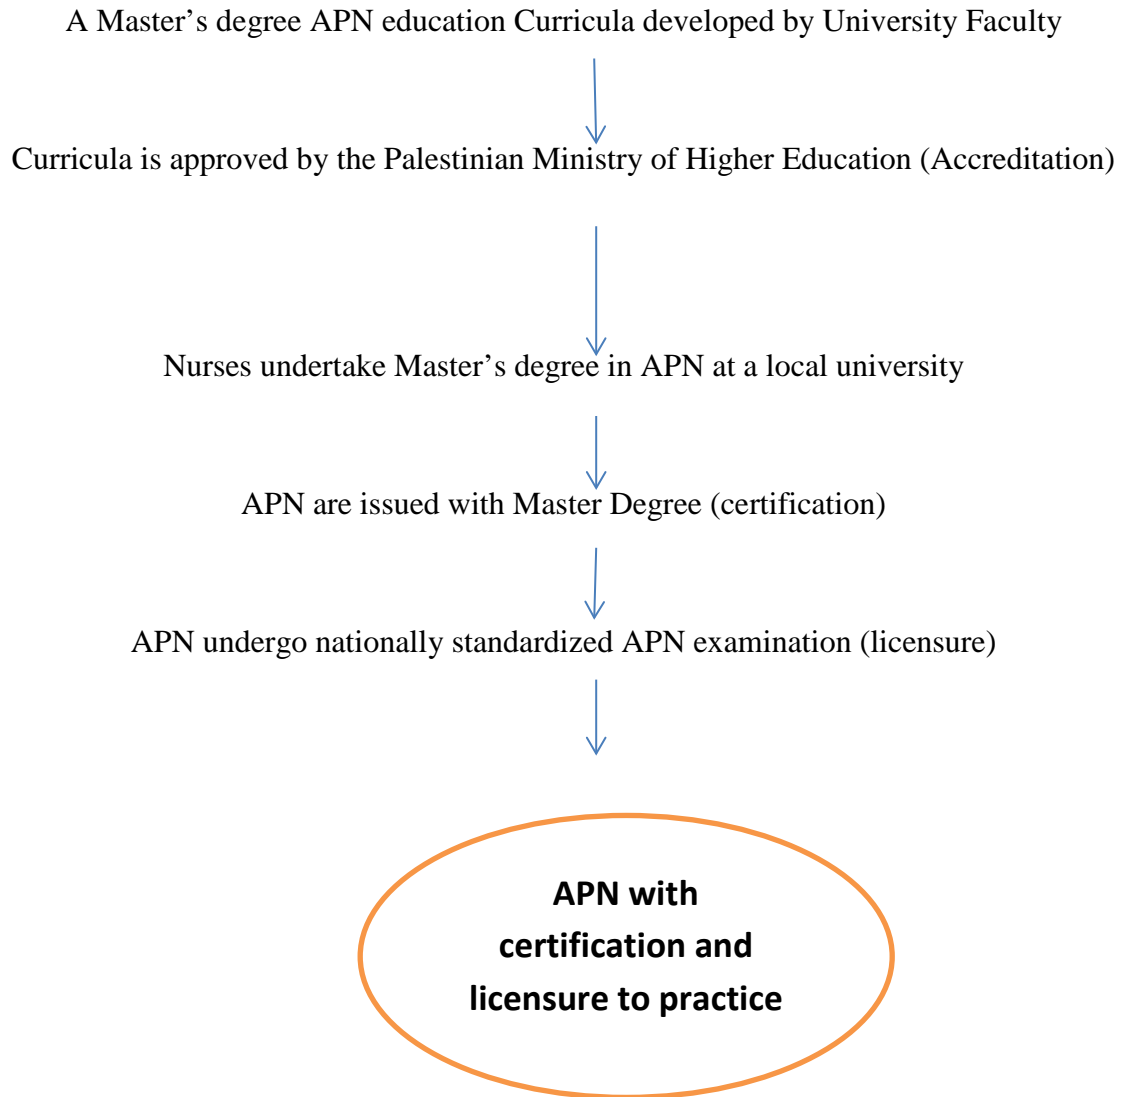 A Master’s degree APN education Curricula developed by University Faculty
Curricula is approved by the Palestinian Ministry of Higher Education (Accreditation)
Nurses undertake Master’s degree in APN at a local university
APN are issued with Master Degree (certification)
APN undergo nationally standardized APN examination (licensure)
APN with
certification and
licensure to practice